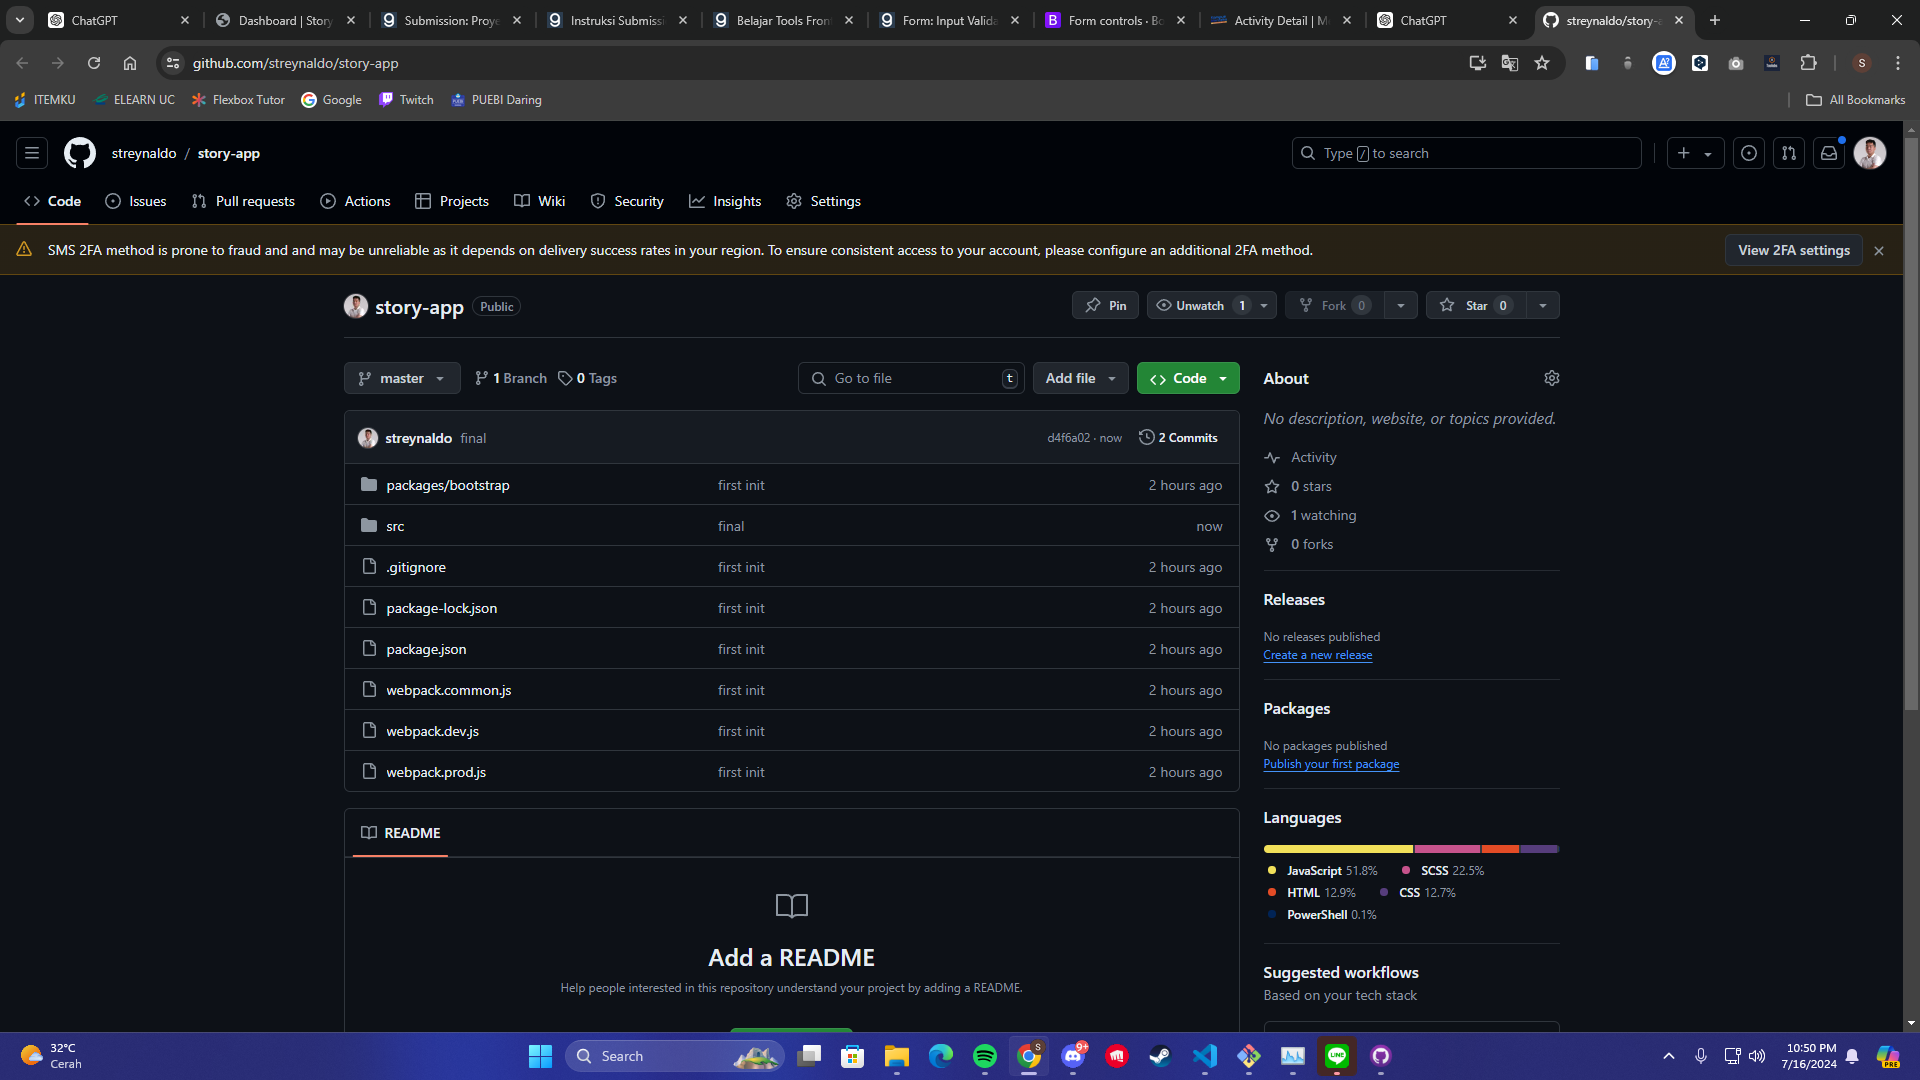 ChatGPT
Dashboard | Story
Submission: Proye
Instruksi Submissi
Belajar Tools Fron
Form: Input Valida
Form controls · Bo
Activity Detail | M
ChatGPT
streynaldo/story-a
github.com/streynaldo/story-app
S
ITEMKU
ELEARN UC
Flexbox Tutor
Google
Twitch
PUEBI Daring
All Bookmarks
streynaldo / story-app
Type / to search
Code
Issues
Pull requests
Actions
Projects
Wiki
Security
Insights
Settings
SMS 2FA method is prone to fraud and and may be unreliable as it depends on delivery success rates in your region. To ensure consistent access to your account, please configure an additional 2FA method.
View 2FA settings
story-app Public
Pin
Unwatch 1
Fork 0
Star 0
master
1 Branch
0 Tags
Go to file t
Add file
Code
streynaldo final d4f6a02 · now 2 Commits
packages/bootstrap first init 2 hours ago
src final now
.gitignore first init 2 hours ago
package-lock.json first init 2 hours ago
package.json first init 2 hours ago
webpack.common.js first init 2 hours ago
webpack.dev.js first init 2 hours ago
webpack.prod.js first init 2 hours ago
README
Add a README
Help people interested in this repository understand your project by adding a README.
About
No description, website, or topics provided.
Activity
0 stars
1 watching
0 forks
Releases
No releases published
Create a new release
Packages
No packages published
Publish your first package
Languages
JavaScript 51.8% SCSS 22.5%
HTML 12.9% CSS 12.7%
PowerShell 0.1%
Suggested workflows
Based on your tech stack
32°C
Cerah
Search
S
9+
LINE
10:50 PM
7/16/2024
PRE